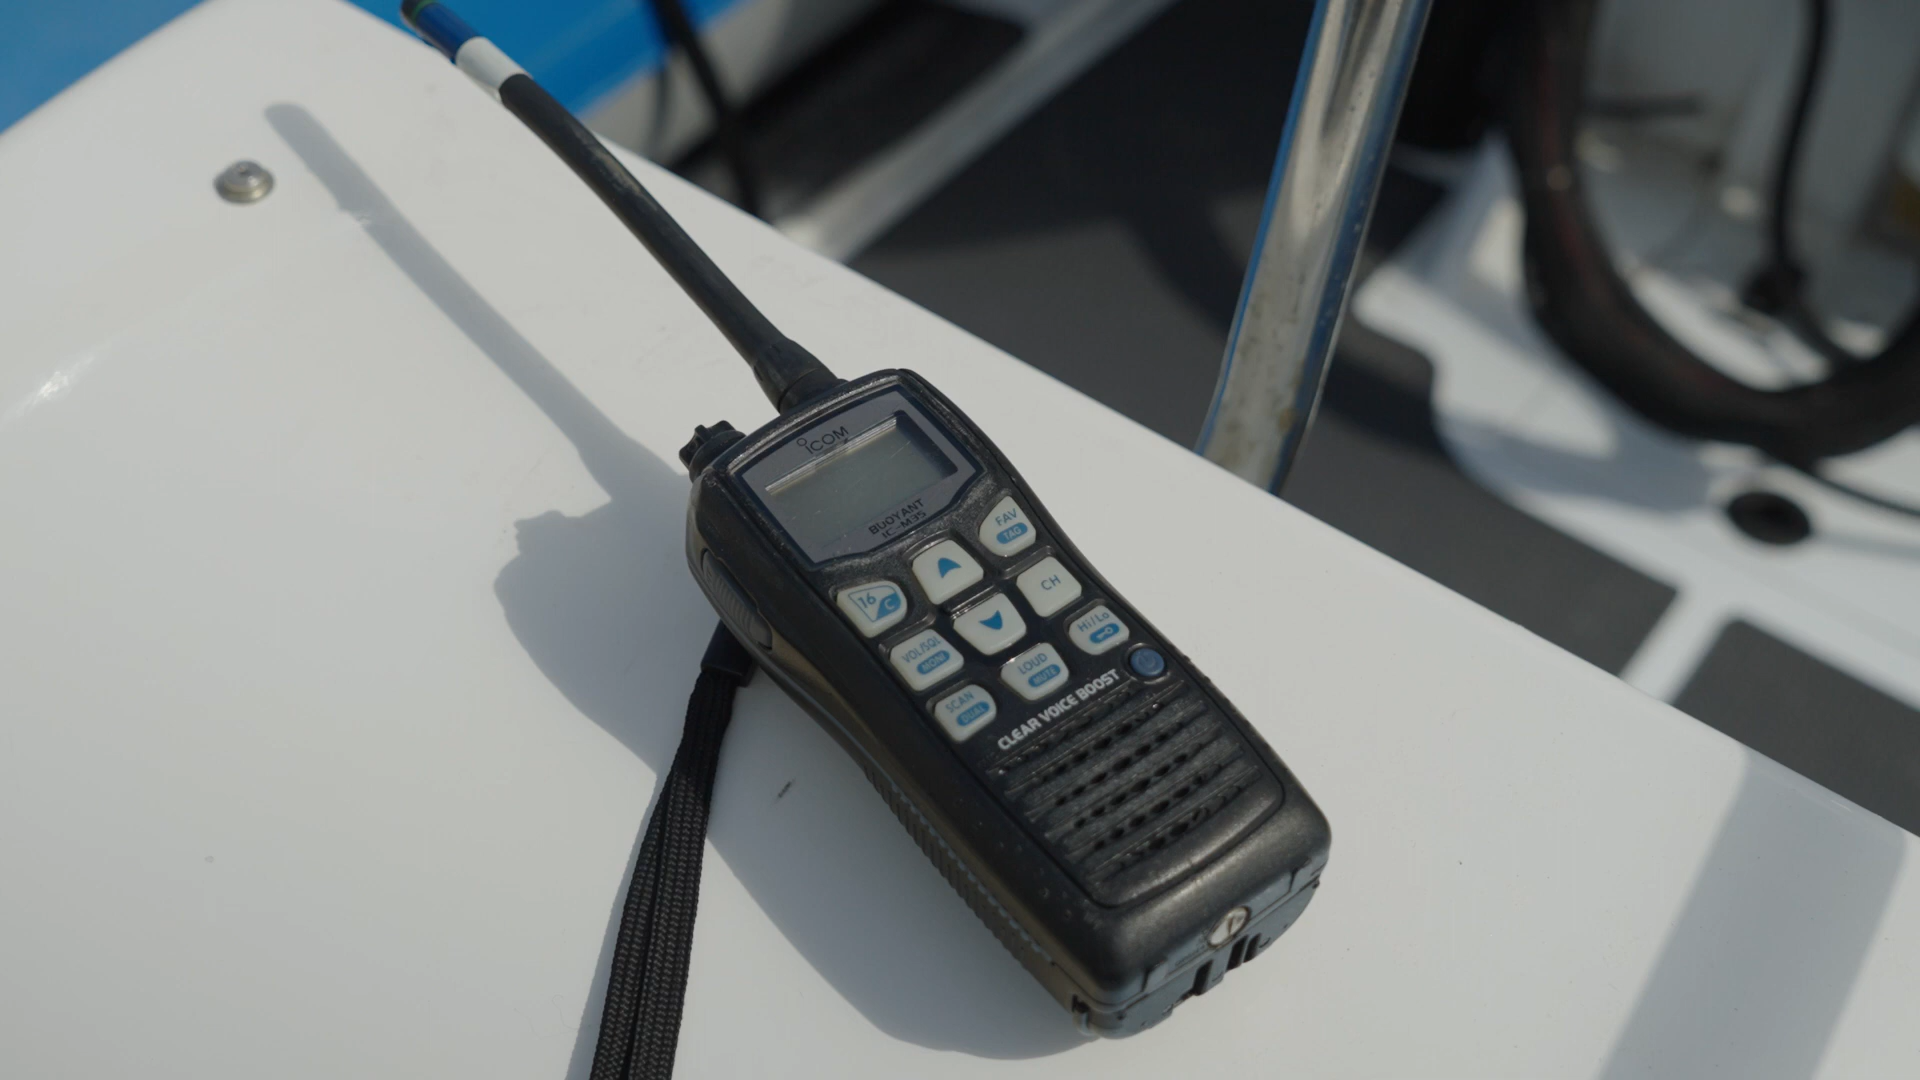 iCOM
BUOYANT
IC-M35
FAV
TAG
16
C
CH
Hi/Lo
VOL/SQL
MONI
LOUD
MUTE
SCAN
DUAL
CLEAR VOICE BOOST